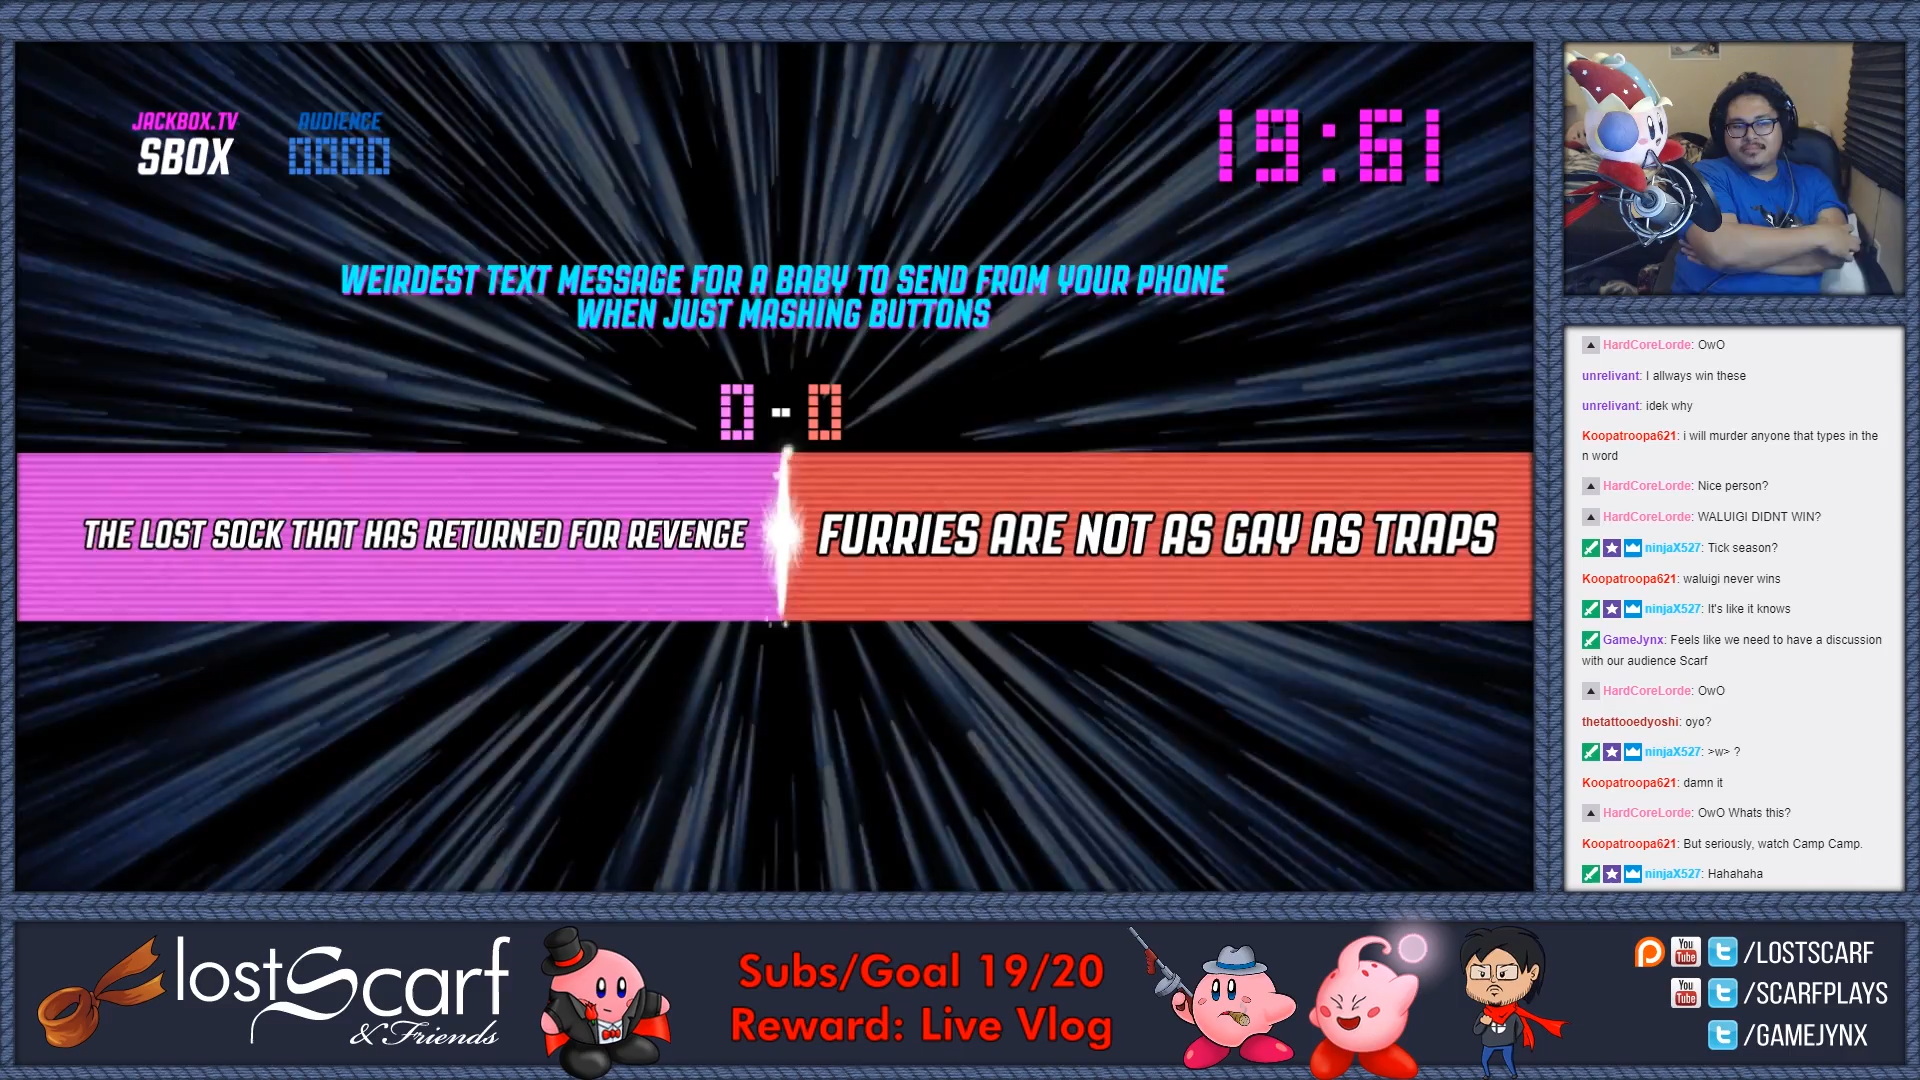 JACKBOX.TV
SBOX
AUDIENCE
0000
19:61
WEIRDEST TEXT MESSAGE FOR A BABY TO SEND FROM YOUR PHONE
WHEN JUST MASHING BUTTONS
0 - 0
THE LOST SOCK THAT HAS RETURNED FOR REVENGE
FURRIES ARE NOT AS GAY AS TRAPS
HardCoreLorde: OwO
unrelivant: I allways win these
unrelivant: idek why
Koopatroopa621: i will murder anyone that types in the
n word
HardCoreLorde: Nice person?
HardCoreLorde: WALUIGI DIDNT WIN?
ninjaX527: Tick season?
Koopatroopa621: waluigi never wins
ninjaX527: It's like it knows
GameJynx: Feels like we need to have a discussion
with our audience Scarf
HardCoreLorde: OwO
thetattooedyoshi: oyo?
ninjaX527: >w> ?
Koopatroopa621: damn it
HardCoreLorde: OwO Whats this?
Koopatroopa621: But seriously, watch Camp Camp.
ninjaX527: Hahahaha
lostScarf
& Friends
Subs/Goal 19/20
Reward: Live Vlog
You Tube /LOSTSCARF
You Tube /SCARFPLAYS
/GAMEJYNX